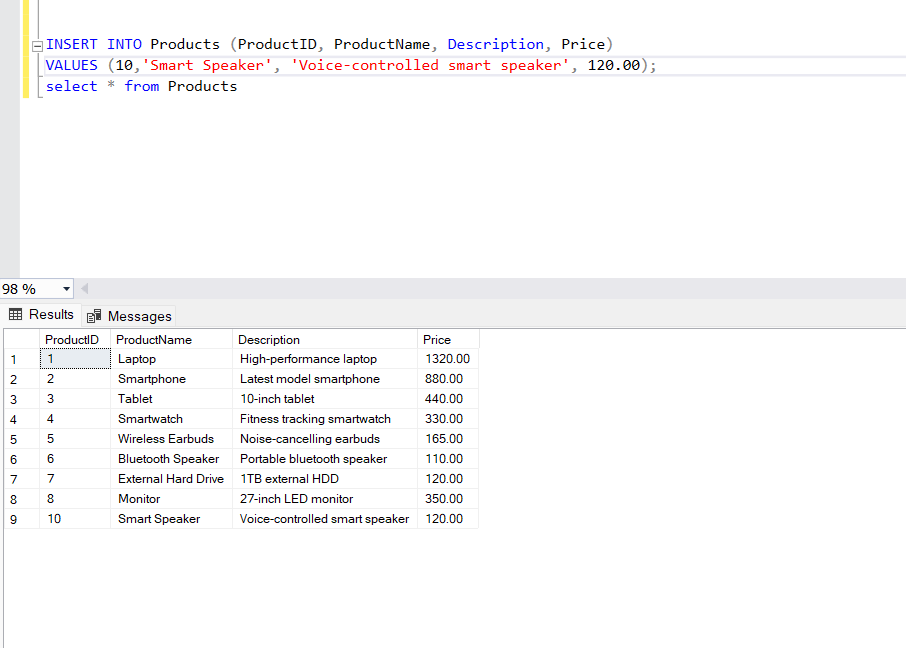 INSERT INTO Products (ProductID, ProductName, Description, Price)
VALUES (10,'Smart Speaker', 'Voice-controlled smart speaker', 120.00);
select * from Products
98 %
Results Messages
ProductID ProductName Description Price
1 1 Laptop High-performance laptop 1320.00
2 2 Smartphone Latest model smartphone 880.00
3 3 Tablet 10-inch tablet 440.00
4 4 Smartwatch Fitness tracking smartwatch 330.00
5 5 Wireless Earbuds Noise-cancelling earbuds 165.00
6 6 Bluetooth Speaker Portable bluetooth speaker 110.00
7 7 External Hard Drive 1TB external HDD 120.00
8 8 Monitor 27-inch LED monitor 350.00
9 10 Smart Speaker Voice-controlled smart speaker 120.00